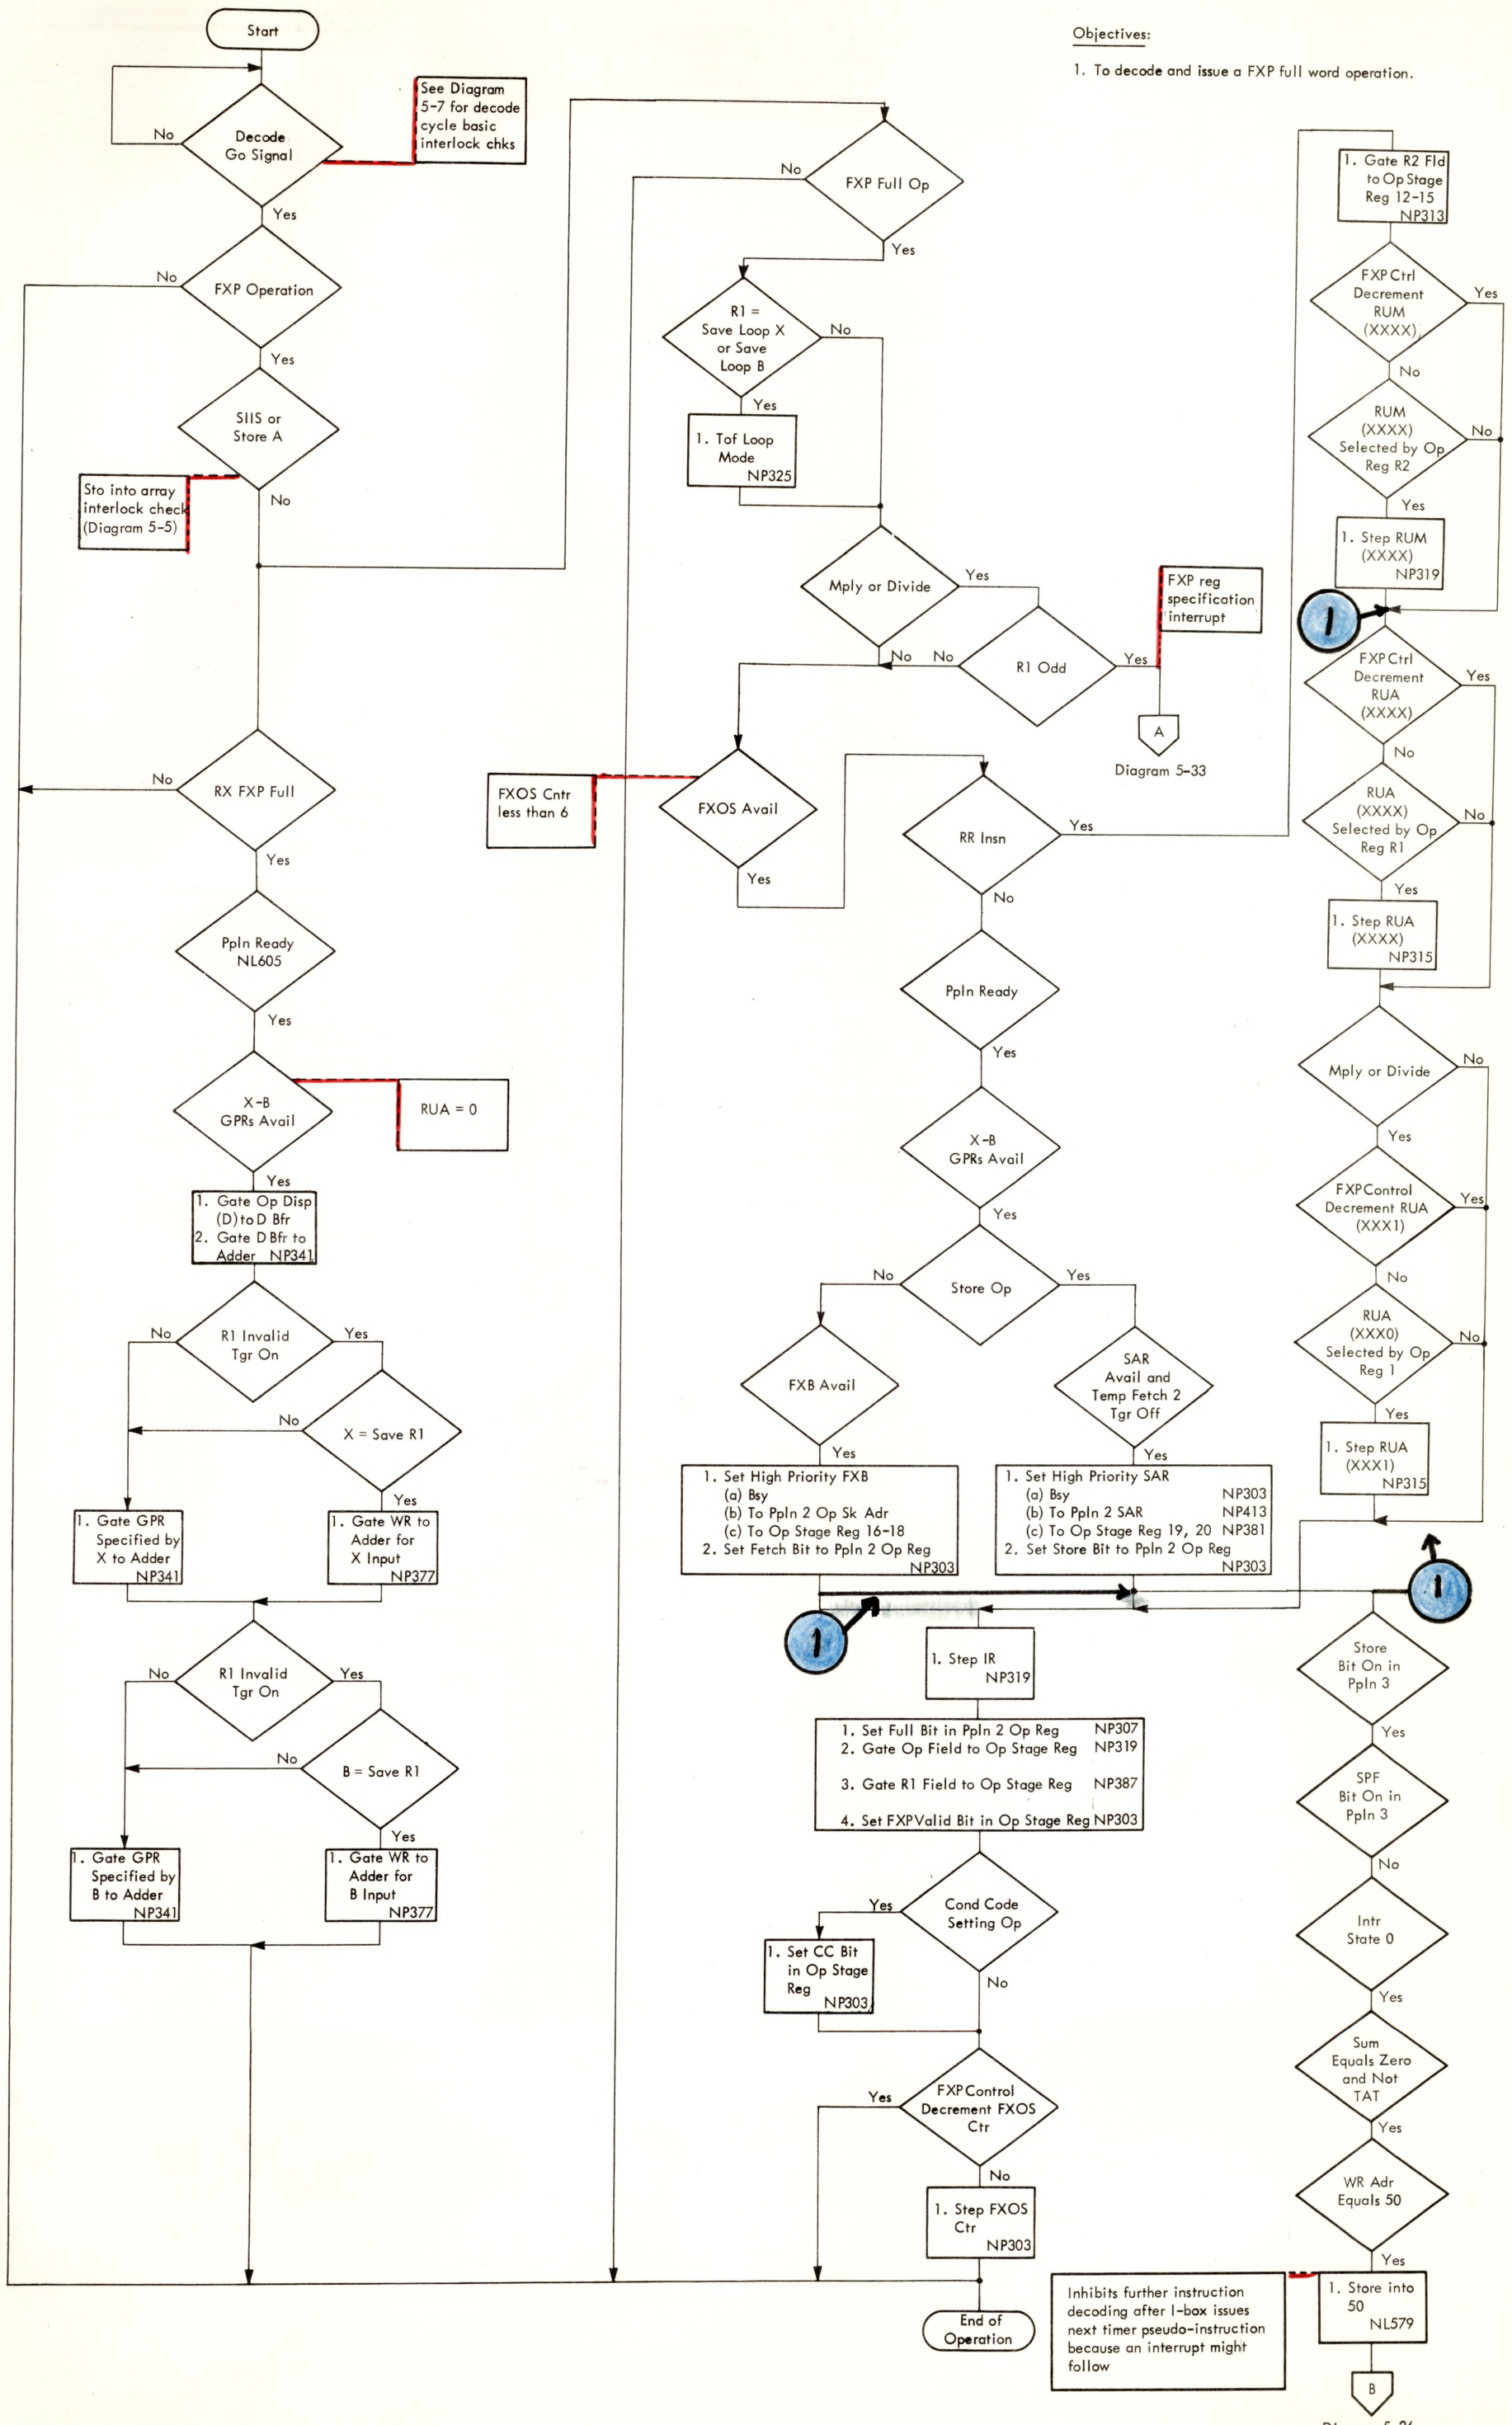 Start
Objectives:
1. To decode and issue a FXP full word operation.
See Diagram
5-7 for decode
cycle basic
interlock chks
No
Decode
Go Signal
Yes
No
FXP Operation
Yes
SIIS or
Store A
No
Sto into array
interlock check
(Diagram 5-5)
No
RX FXP Full
Yes
Ppln Ready
NL605
Yes
X-B
GPRs Avail
RUA = 0
Yes
1. Gate Op Disp
(D) to D Bfr
2. Gate D Bfr to
Adder NP341
No
R1 Invalid
Tgr On
Yes
No
X = Save R1
Yes
1. Gate GPR
Specified by
X to Adder
NP341
1. Gate WR to
Adder for
X Input
NP377
No
R1 Invalid
Tgr On
Yes
No
B = Save R1
Yes
1. Gate GPR
Specified by
B to Adder
NP341
1. Gate WR to
Adder for
B Input
NP377
No
FXP Full Op
Yes
R1 =
Save Loop X
or Save
Loop B
No
Yes
1. Tof Loop
Mode
NP325
Mply or Divide
Yes
No
No
R1 Odd
Yes
FXP reg
specification
interrupt
A
Diagram 5-33
FXOS Cntr
less than 6
FXOS Avail
Yes
RR Insn
Yes
No
Ppln Ready
Yes
X-B
GPRs Avail
Yes
No
Store Op
Yes
FXB Avail
Yes
SAR
Avail and
Temp Fetch 2
Tgr Off
Yes
1. Set High Priority FXB
(a) Bsy
(b) To Ppln 2 Op Sk Adr
(c) To Op Stage Reg 16-18
2. Set Fetch Bit to Ppln 2 Op Reg
NP303
1. Set High Priority SAR
(a) Bsy NP303
(b) To Ppln 2 SAR NP413
(c) To Op Stage Reg 19, 20 NP381
2. Set Store Bit to Ppln 2 Op Reg
NP303
1
1. Step IR
NP319
1. Set Full Bit in Ppln 2 Op Reg NP307
2. Gate Op Field to Op Stage Reg NP319
3. Gate R1 Field to Op Stage Reg NP387
4. Set FXP Valid Bit in Op Stage Reg NP303
Yes
Cond Code
Setting Op
No
1. Set CC Bit
in Op Stage
Reg
NP303
Yes
FXP Control
Decrement FXOS
Ctr
No
1. Step FXOS
Ctr
NP303
End of
Operation
1. Gate R2 Fld
to Op Stage
Reg 12-15
NP313
FXP Ctrl
Decrement
RUM
(XXXX)
Yes
No
RUM
(XXXX)
Selected by Op
Reg R2
No
Yes
1. Step RUM
(XXXX)
NP319
1
FXP Ctrl
Decrement
RUA
(XXXX)
Yes
No
RUA
(XXXX)
Selected by Op
Reg R1
No
Yes
1. Step RUA
(XXXX)
NP315
Mply or Divide
No
Yes
FXP Control
Decrement RUA
(XXX1)
Yes
No
RUA
(XXX0)
Selected by Op
Reg 1
No
Yes
1. Step RUA
(XXX1)
NP315
1
Store
Bit On in
Ppln 3
Yes
SPF
Bit On in
Ppln 3
No
Intr
State 0
Yes
Sum
Equals Zero
and Not
TAT
Yes
WR Adr
Equals 50
Yes
Inhibits further instruction
decoding after I-box issues
next timer pseudo-instruction
because an interrupt might
follow
1. Store into
50
NL579
B